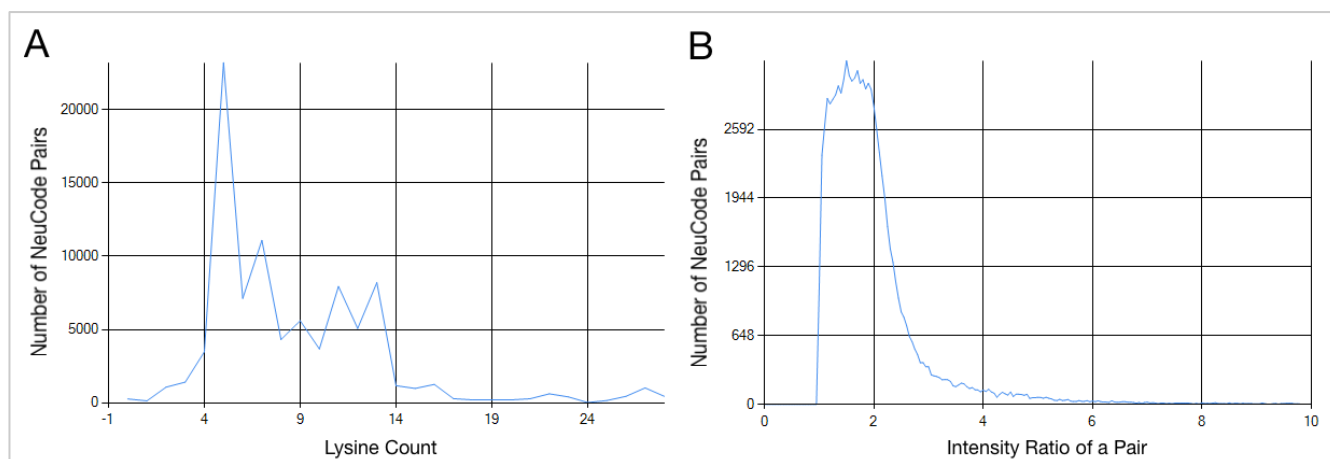 A
Number of NeuCode Pairs
20000
15000
10000
5000
0
-1 4 9 14 19 24
Lysine Count
B
Number of NeuCode Pairs
2592
1944
1296
648
0
0 2 4 6 8 10
Intensity Ratio of a Pair